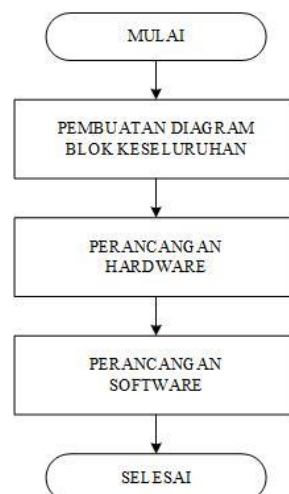 MULAI
PEMBUATAN DIAGRAM
BLOK KESELURUHAN
PERANCANGAN
HARDWARE
PERANCANGAN
SOFTWARE
SELESAI